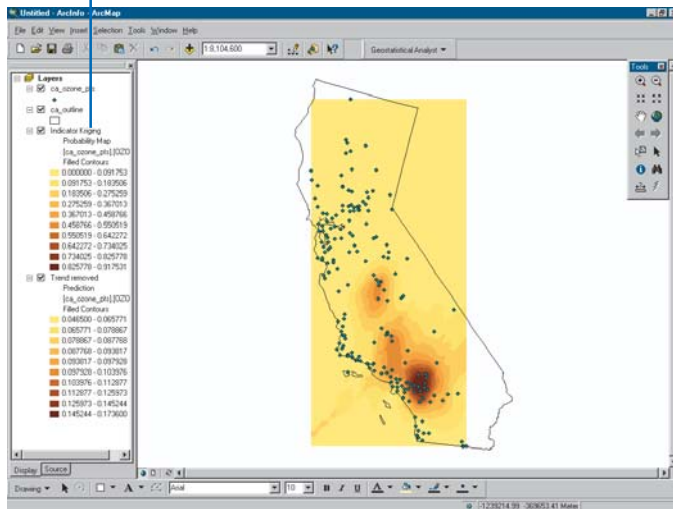 Untitled - ArcInfo - ArcMap
File Edit View Insert Selection Tools Window Help
1:8,104,600
Geostatistical Analyst
Layers
ca_ozone_pts
ca_outline
Indicator Kriging
Probability Map
[ca_ozone_pts].[OZO
Filled Contours
0.000000 - 0.091753
0.091753 - 0.183506
0.183506 - 0.275259
0.275259 - 0.367013
0.367013 - 0.458766
0.458766 - 0.550519
0.550519 - 0.642272
0.642272 - 0.734025
0.734025 - 0.825778
0.825778 - 0.917531
Trend removed
Prediction
[ca_ozone_pts].[OZO
Filled Contours
0.046500 - 0.065771
0.065771 - 0.078867
0.078867 - 0.087768
0.087768 - 0.093817
0.093817 - 0.097928
0.097928 - 0.103976
0.103976 - 0.112877
0.112877 - 0.125973
0.125973 - 0.145244
0.145244 - 0.173600
Tools
Display Source
Drawing
A
Arial
10
B I U A
-1239214.99 -369653.41 Meter